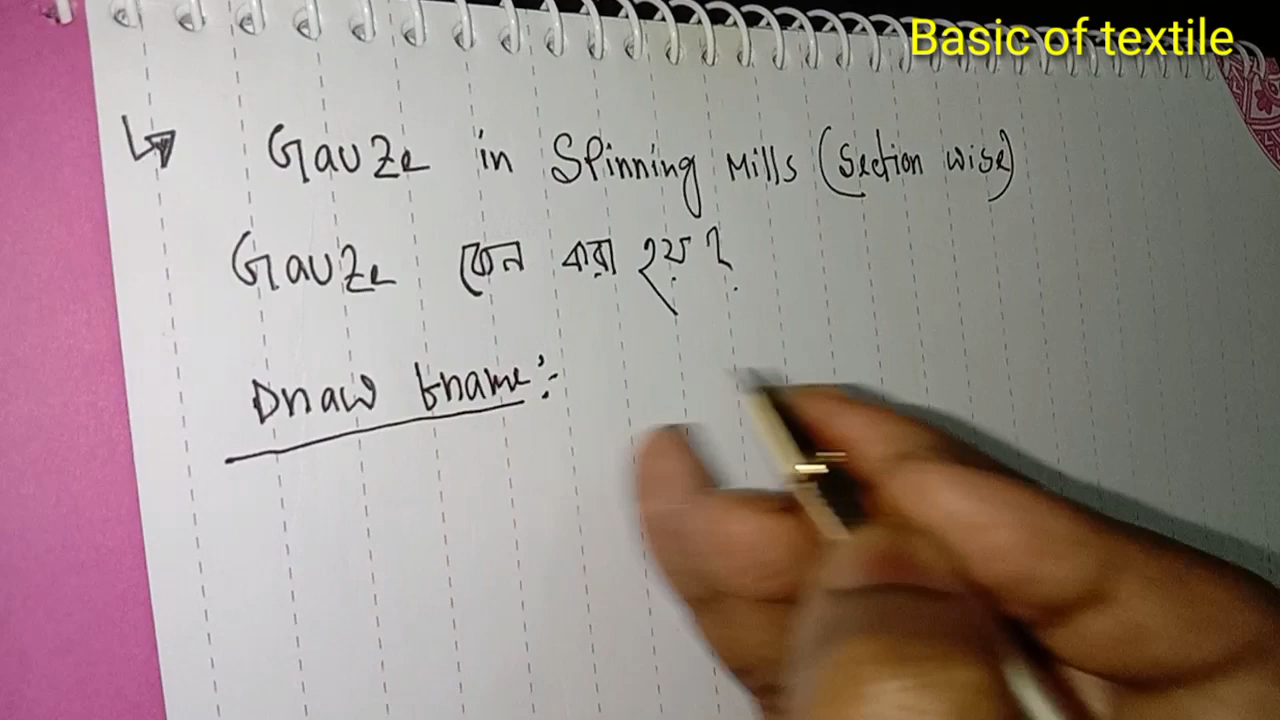 Basic of textile
Gauze in Spinning Mills (Section wise)
Gauze কেন করা হয় ?
Draw frame :-